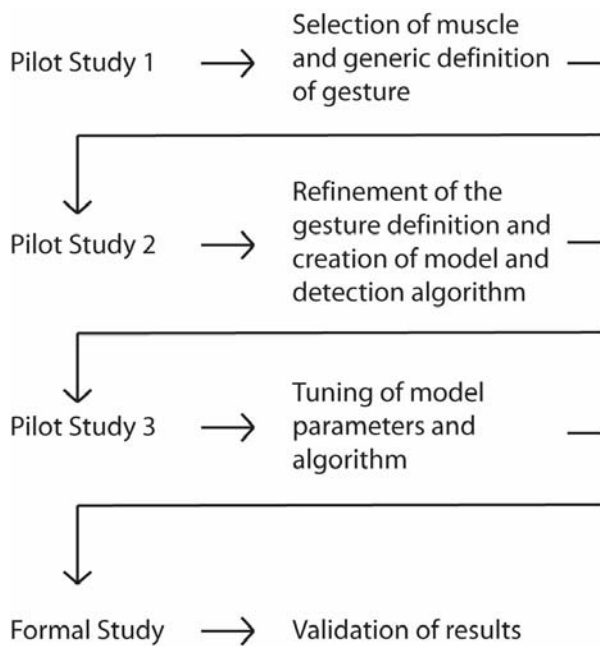 Pilot Study 1
Selection of muscle
and generic definition
of gesture
Pilot Study 2
Refinement of the
gesture definition and
creation of model and
detection algorithm
Pilot Study 3
Tuning of model
parameters and
algorithm
Formal Study
Validation of results